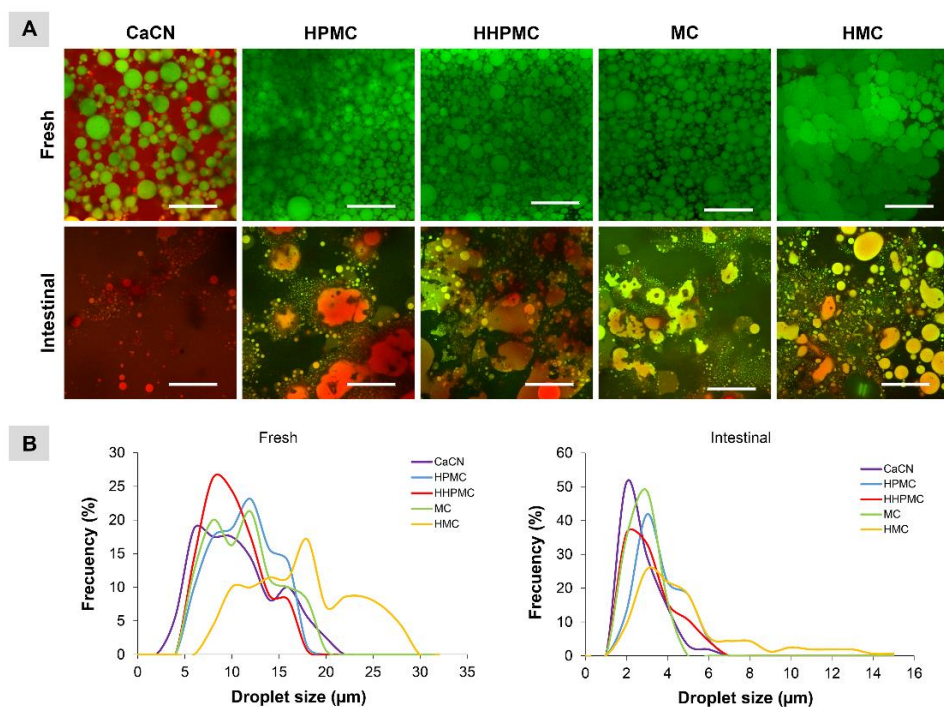 A
CaCN HPMC HHPMC MC HMC
Fresh
Intestinal
B
Fresh
Frecuency (%)
30
25
20
15
10
5
0
0 5 10 15 20 25 30 35
Droplet size (µm)
CaCN
HPMC
HHPMC
MC
HMC
Intestinal
Frecuency (%)
60
50
40
30
20
10
0
0 2 4 6 8 10 12 14 16
Droplet size (µm)
CaCN
HPMC
HHPMC
MC
HMC